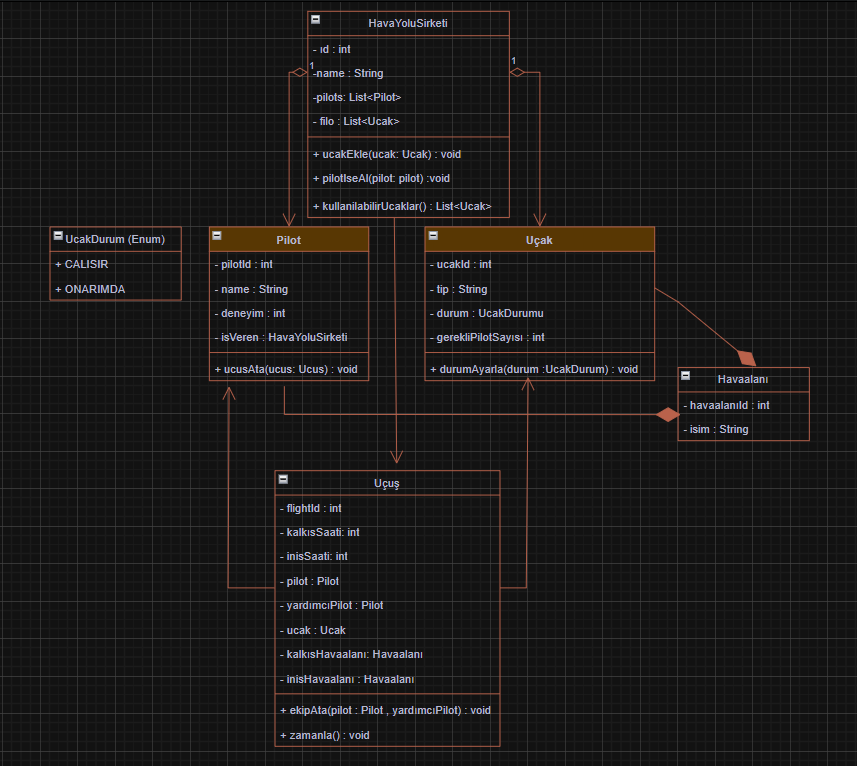 HavaYoluSirketi
- ıd : int
1
-name : String
1
-pilots: List<Pilot>
- filo : List<Ucak>
+ ucakEkle(ucak: Ucak) : void
+ pilotIseAl(pilot: pilot) :void
+ kullanilabilirUcaklar() : List<Ucak>
UcakDurum (Enum)
+ CALISIR
+ ONARIMDA
Pilot
- pilotId : int
- name : String
- deneyim : int
- isVeren : HavaYoluSirketi
+ ucusAta(ucus: Ucus) : void
Uçak
- ucakId : int
- tip : String
- durum : UcakDurumu
- gerekliPilotSayısı : int
+ durumAyarla(durum :UcakDurum) : void
Havaalanı
- havaalanıId : int
- isim : String
Uçuş
- flightId : int
- kalkısSaati: int
- inisSaati: int
- pilot : Pilot
- yardımcıPilot : Pilot
- ucak : Ucak
- kalkısHavaalanı: Havaalanı
- inisHavaalanı : Havaalanı
+ ekipAta(pilot : Pilot , yardımcıPilot) : void
+ zamanla() : void